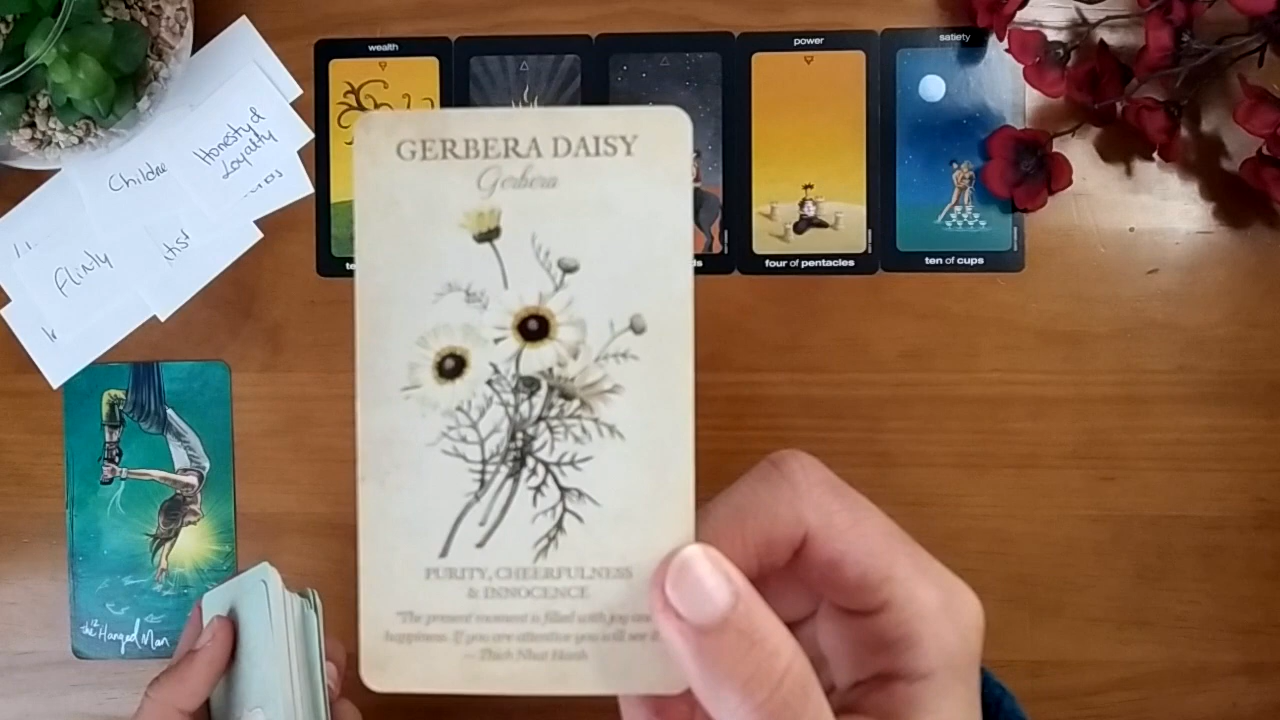 wealth
power
satiety
four of pentacles
ten of cups
Honesty &
Loyalty
Flirty
GERBERA DAISY
Gerbera
PURITY, CHEERFULNESS
& INNOCENCE
"The present moment is filled with joy and
happiness. If you are attentive you will see it
— Thich Nhat Hanh
12
the Hanged Man